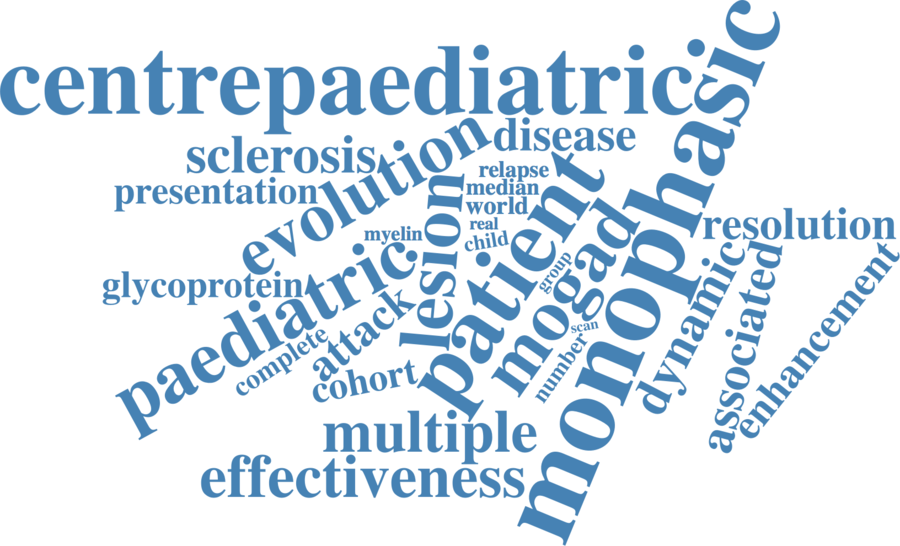 centrepaediatric
monophasic
disease
sclerosis
evolution
relapse
presentation
median
world
patient
lesion
real
resolution
myelin
child
mogad
group
glycoprotein
paediatric
dynamic
associated
enhancement
attack
complete
scan
number
cohort
multiple
effectiveness